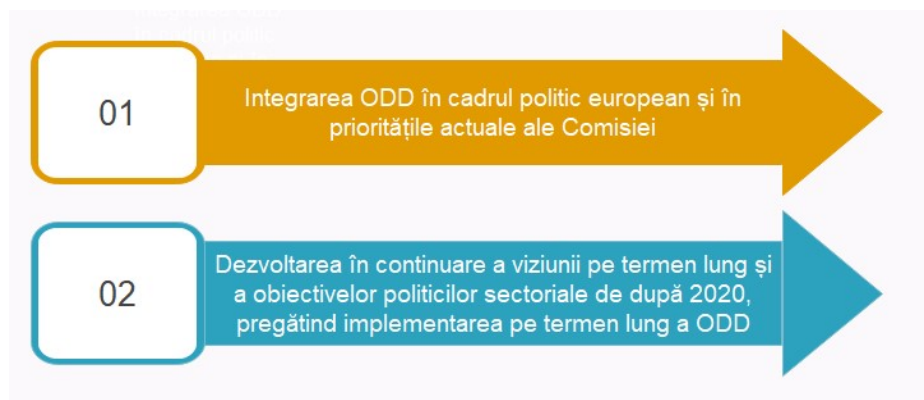 01
Integrarea ODD în cadrul politic european și în
prioritățile actuale ale Comisiei
02
Dezvoltarea în continuare a viziunii pe termen lung și
a obiectivelor politicilor sectoriale de după 2020,
pregătind implementarea pe termen lung a ODD